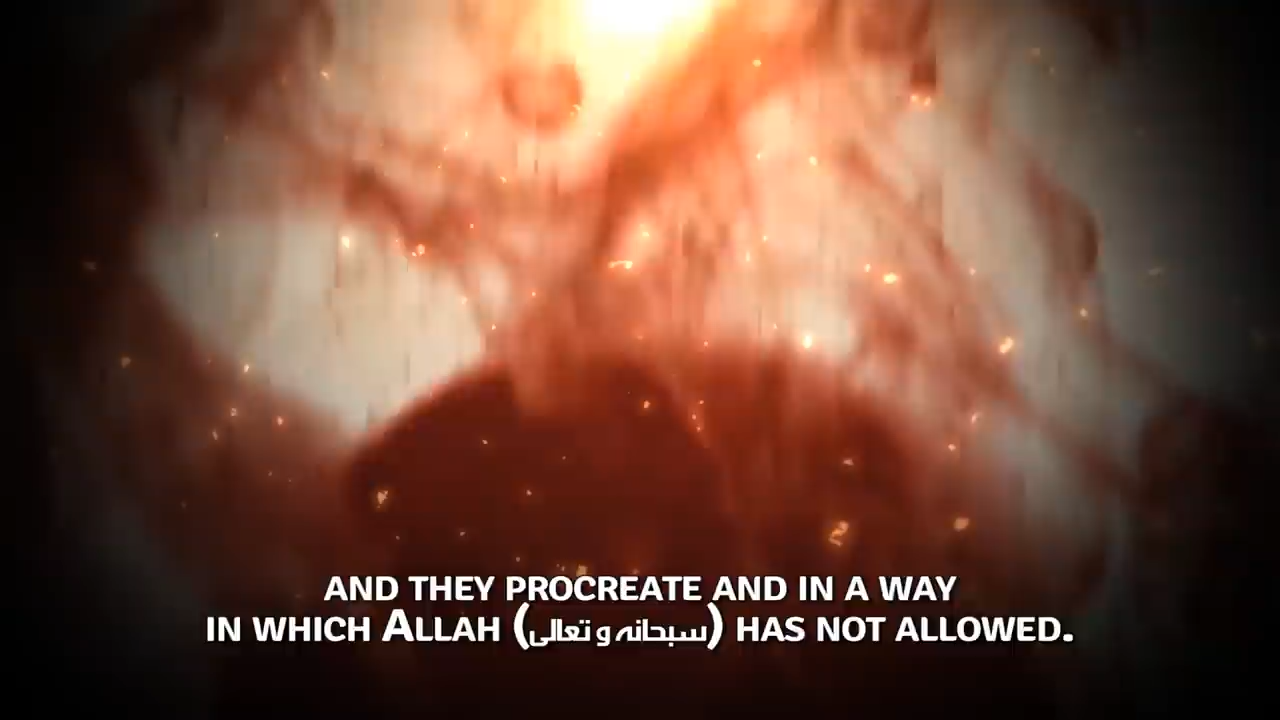 AND THEY PROCREATE AND IN A WAY
IN WHICH ALLAH (سبحانه و تعالى) HAS NOT ALLOWED.